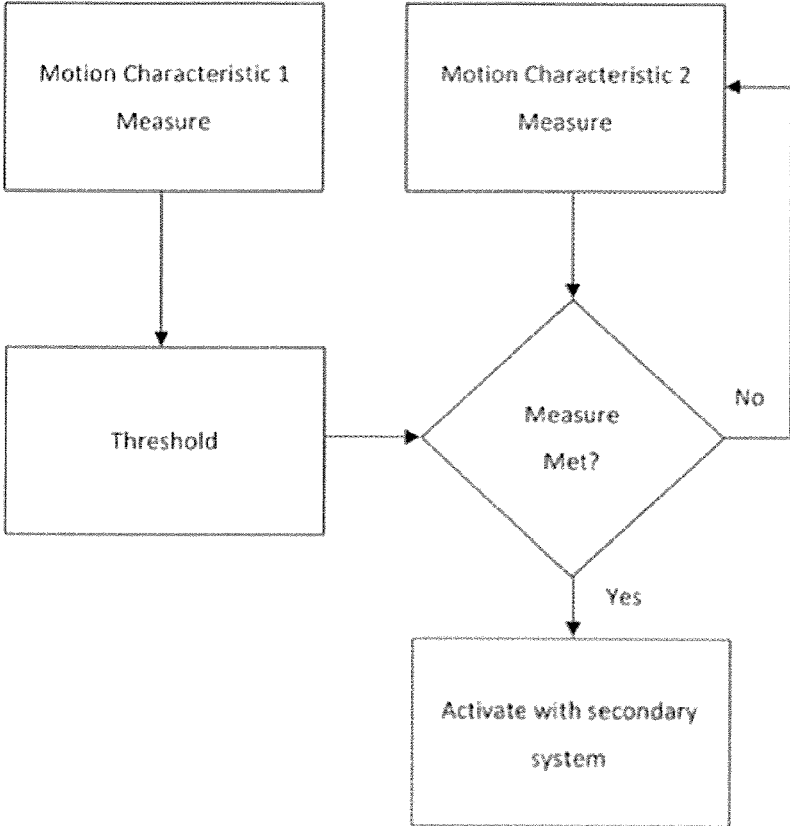 Motion Characteristic 1
Measure
Motion Characteristic 2
Measure
Threshold
Measure
Met?
No
Yes
Activate with secondary
system